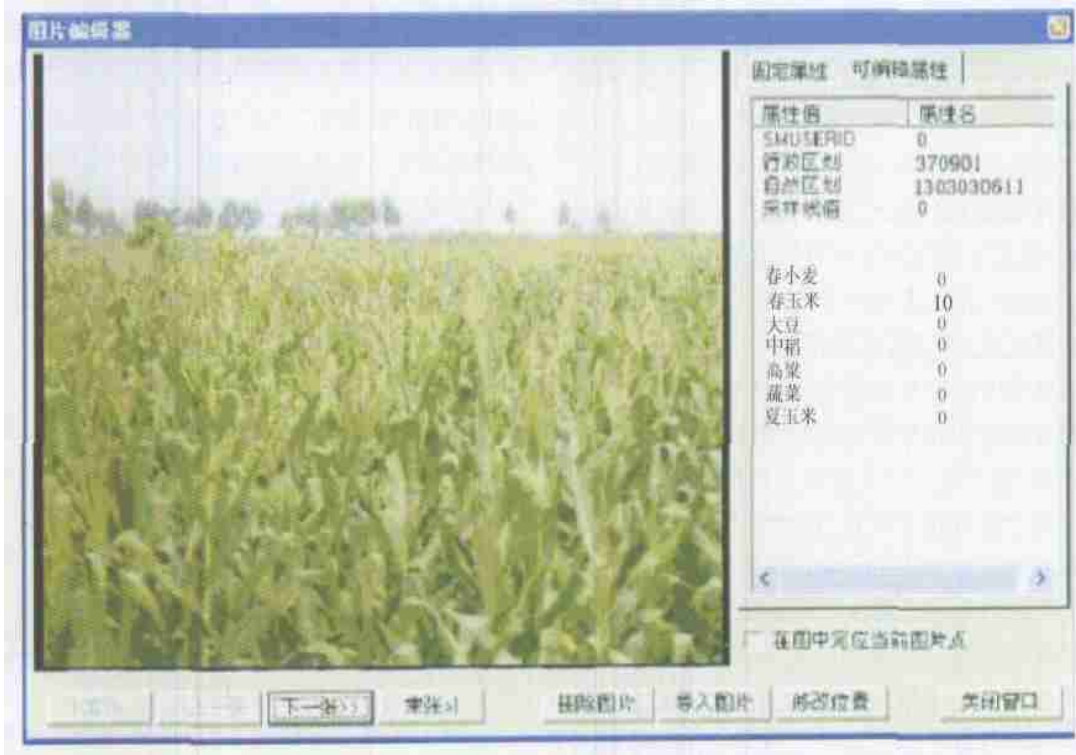 图片编辑器
固定属性 可编辑属性
属性值 属性名
SMUSERID 0
行政区划 370901
自然区划 1303030611
采样候值 0
春小麦 0
春玉米 10
大豆 0
中稻 0
高粱 0
蔬菜 0
夏玉米 0
在图中定位当前图片点
下一张>> 末张>| 删除图片 导入图片 修改位置 关闭窗口